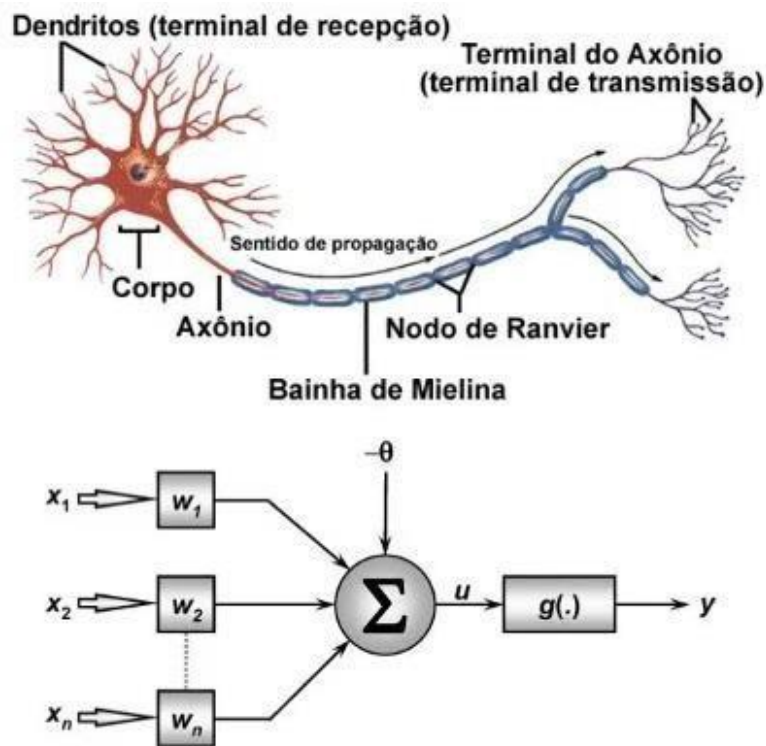 Dendritos (terminal de recepção)
Terminal do Axônio
(terminal de transmissão)
Sentido de propagação
Corpo
Axônio
Nodo de Ranvier
Bainha de Mielina
−θ
x1
w1
x2
w2
Σ
u
g(.)
y
xn
wn